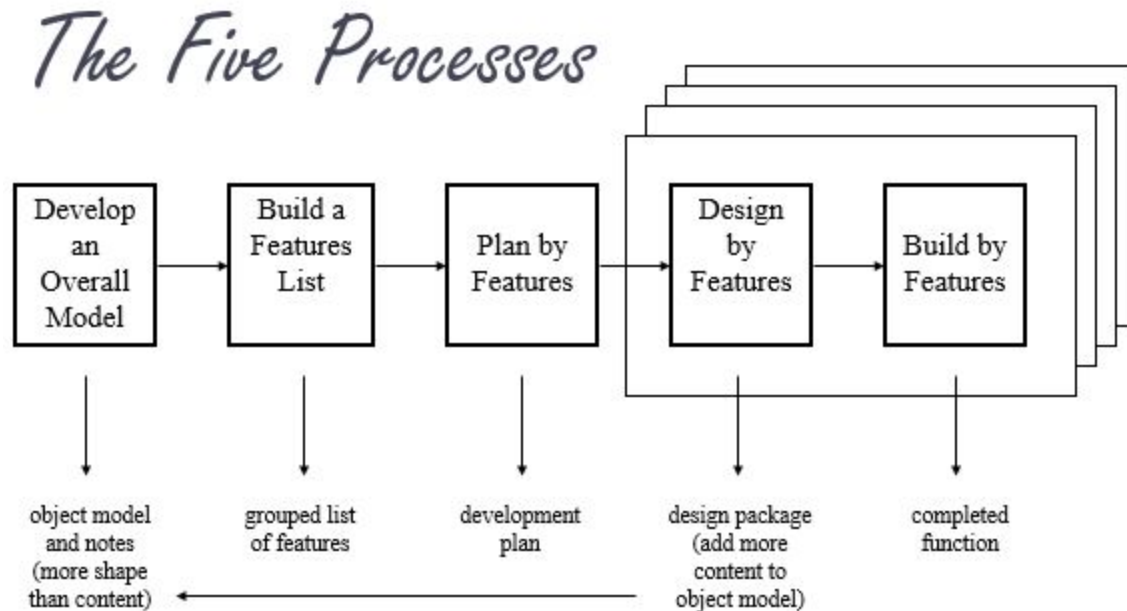 The Five Processes
Develop
an
Overall
Model
Build a
Features
List
Plan by
Features
Design
by
Features
Build by
Features
object model
and notes
(more shape
than content)
grouped list
of features
development
plan
design package
(add more
content to
object model)
completed
function